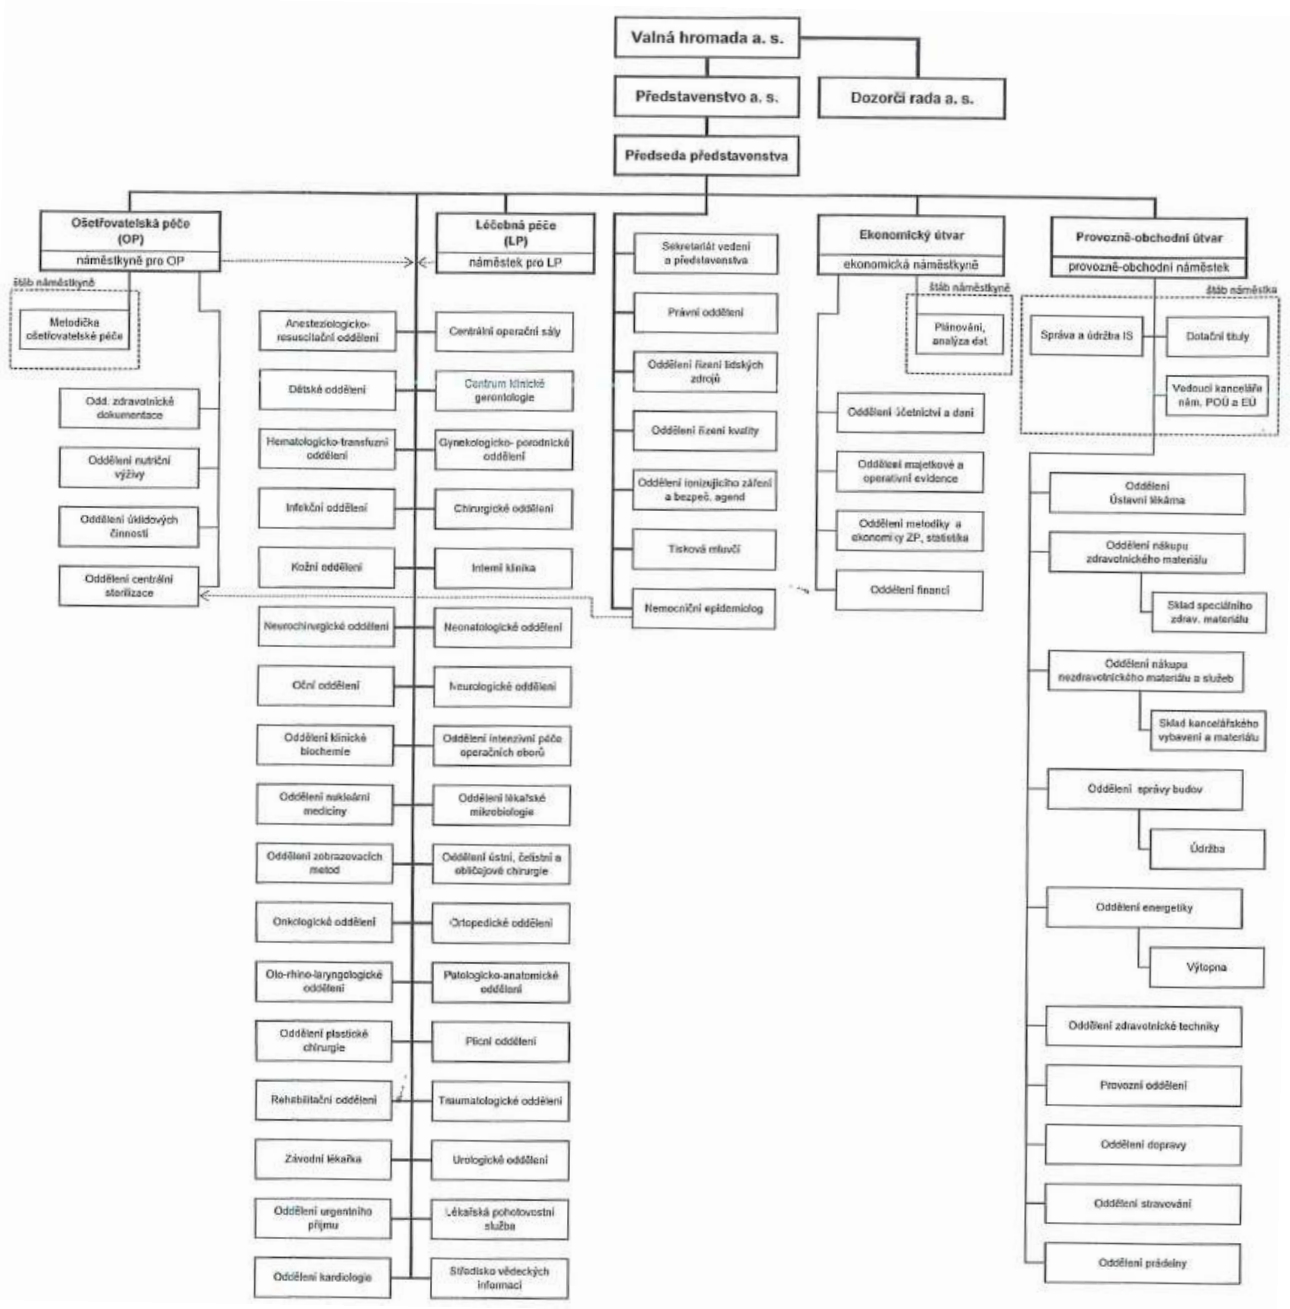 Valná hromada a. s.
Představenstvo a. s.
Dozorčí rada a. s.
Předseda představenstva
Ošetřovatelská péče
(OP)
náměstkyně pro OP
štáb náměstkyně
Metodička
ošetřovatelské péče
Odd. zdravotnické
dokumentace
Oddělení nutriční
výživy
Oddělení úklidových
činností
Oddělení centrální
sterilizace
Léčebná péče
(LP)
náměstek pro LP
Anesteziologicko-
resuscitační oddělení
Centrální operační sály
Dětské oddělení
Centrum klinické
gerontologie
Hematologicko-transfuzní
oddělení
Gynekologicko- porodnické
oddělení
Infekční oddělení
Chirurgické oddělení
Kožní oddělení
Interní klinika
Neurochirurgické oddělení
Neonatologické oddělení
Oční oddělení
Neurologické oddělení
Oddělení klinické
biochemie
Oddělení intenzivní péče
operačních oborů
Oddělení nukleární
medicíny
Oddělení lékařské
mikrobiologie
Oddělení zobrazovacích
metod
Oddělení ústní, čelistní a
obličejové chirurgie
Onkologické oddělení
Ortopedické oddělení
Oto-rhino-laryngologické
oddělení
Patologicko-anatomické
oddělení
Oddělení plastické
chirurgie
Plicní oddělení
Rehabilitační oddělení
Traumatologické oddělení
Závodní lékařka
Urologické oddělení
Oddělení urgentního
příjmu
Lékařská pohotovostní
služba
Oddělení kardiologie
Středisko vědeckých
informací
Sekretariát vedení
a představenstva
Právní oddělení
Oddělení řízení lidských
zdrojů
Oddělení řízení kvality
Oddělení ionizujícího záření
a bezpeč. agend
Tisková mluvčí
Nemocniční epidemiolog
Ekonomický útvar
ekonomická náměstkyně
štáb náměstkyně
Plánování,
analýza dat
Oddělení účetnictví a daní
Oddělení majetkové a
operativní evidence
Oddělení metodiky a
ekonomiky ZP, statistika
Oddělení financí
Provozně-obchodní útvar
provozně-obchodní náměstek
štáb náměstka
Správa a údržba IS
Dotační tituly
Vedoucí kanceláře
nám. POÚ a EÚ
Oddělení
Ústavní lékárna
Oddělení nákupu
zdravotnického materiálu
Sklad speciálního
zdrav. materiálu
Oddělení nákupu
nezdravotnického materiálu a služeb
Sklad kancelářského
vybavení a materiálu
Oddělení správy budov
Údržba
Oddělení energetiky
Výtopna
Oddělení zdravotnické techniky
Provozní oddělení
Oddělení dopravy
Oddělení stravování
Oddělení prádelny